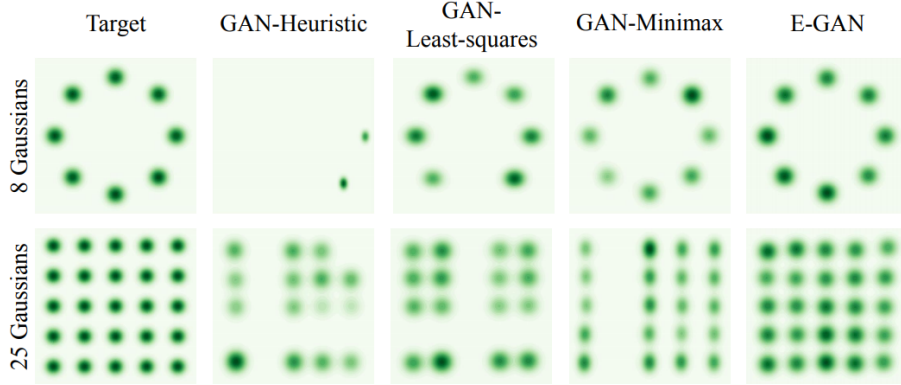 Target
GAN-Heuristic
GAN-
Least-squares
GAN-Minimax
E-GAN
8 Gaussians
25 Gaussians